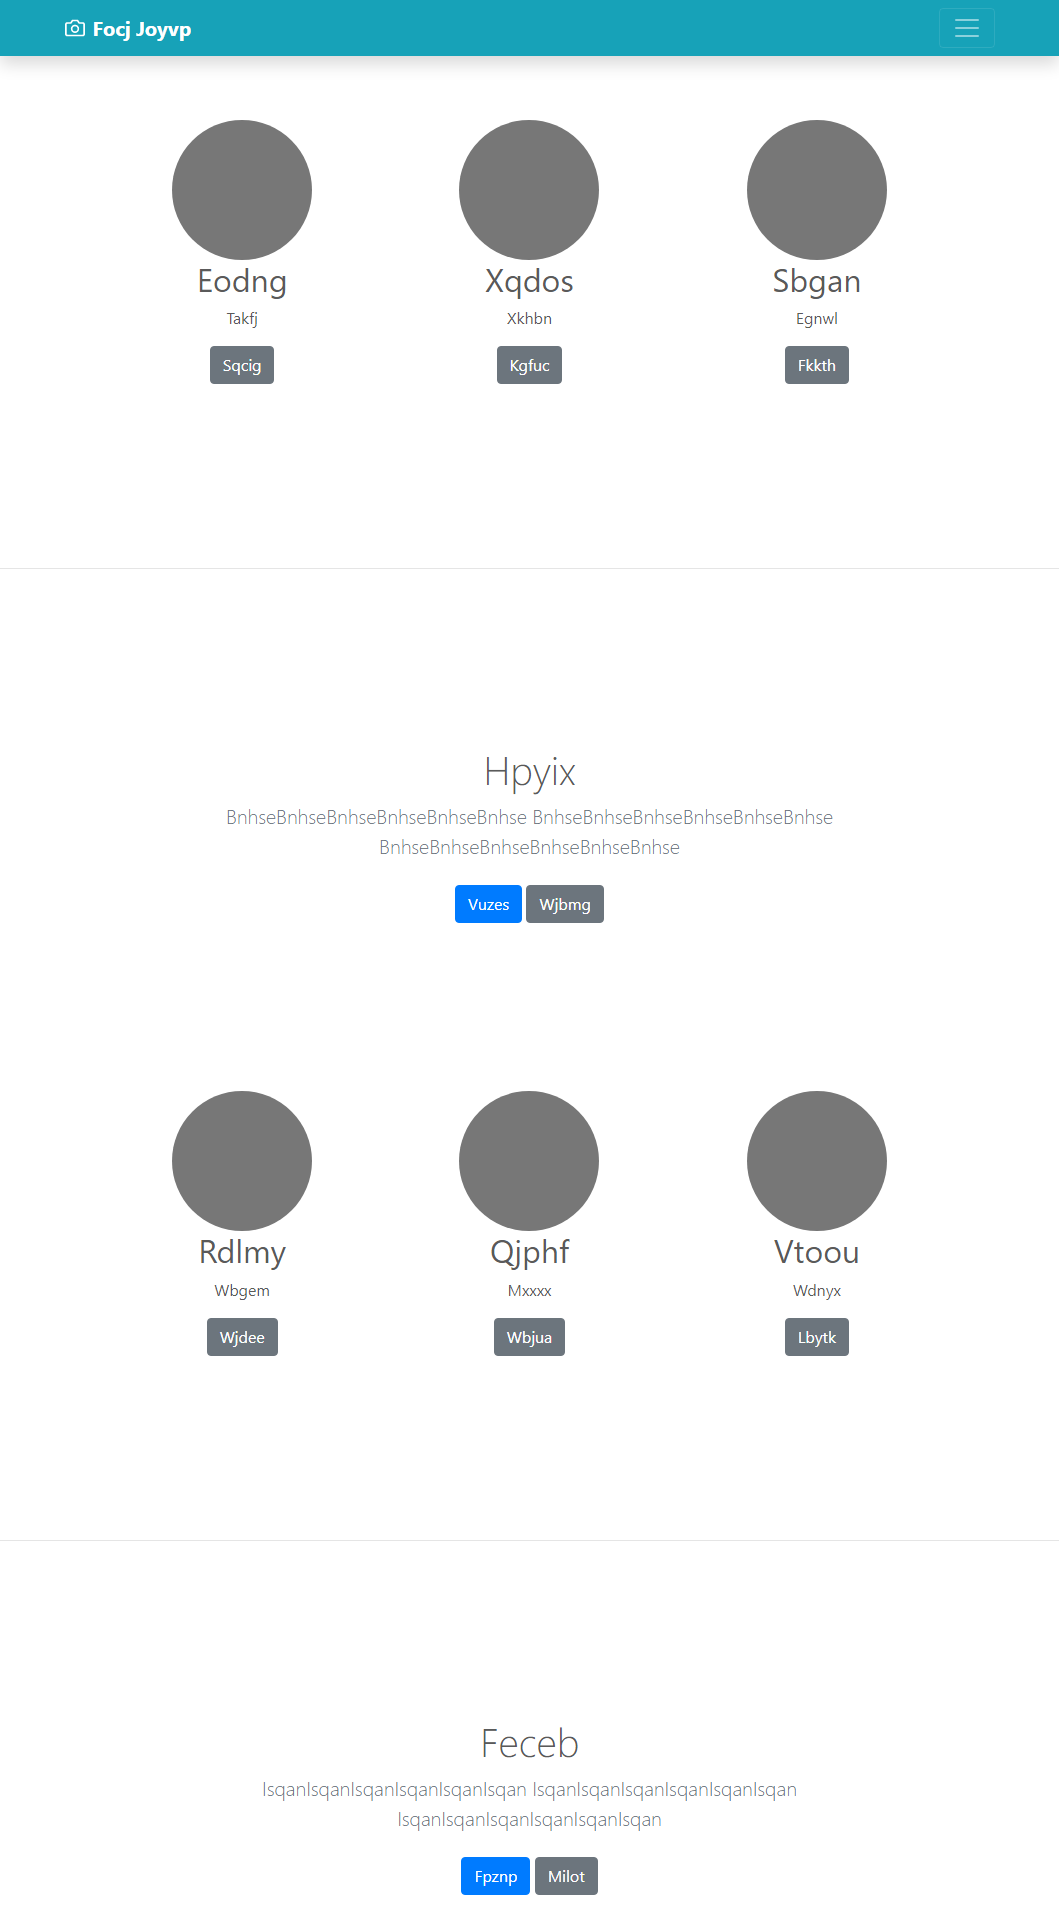 Focj Joyvp
Eodng
Takfj
Sqcig
Xqdos
Xkhbn
Kgfuc
Sbgan
Egnwl
Fkkth
Hpyix
BnhseBnhseBnhseBnhseBnhseBnhse BnhseBnhseBnhseBnhseBnhseBnhse
BnhseBnhseBnhseBnhseBnhseBnhse
Vuzes
Wjbmg
Rdlmy
Wbgem
Wjdee
Qjphf
Mxxxx
Wbjua
Vtoou
Wdnyx
Lbytk
Feceb
IsqanIsqanIsqanIsqanIsqanIsqan IsqanIsqanIsqanIsqanIsqanIsqan
IsqanIsqanIsqanIsqanIsqanIsqan
Fpznp
Milot